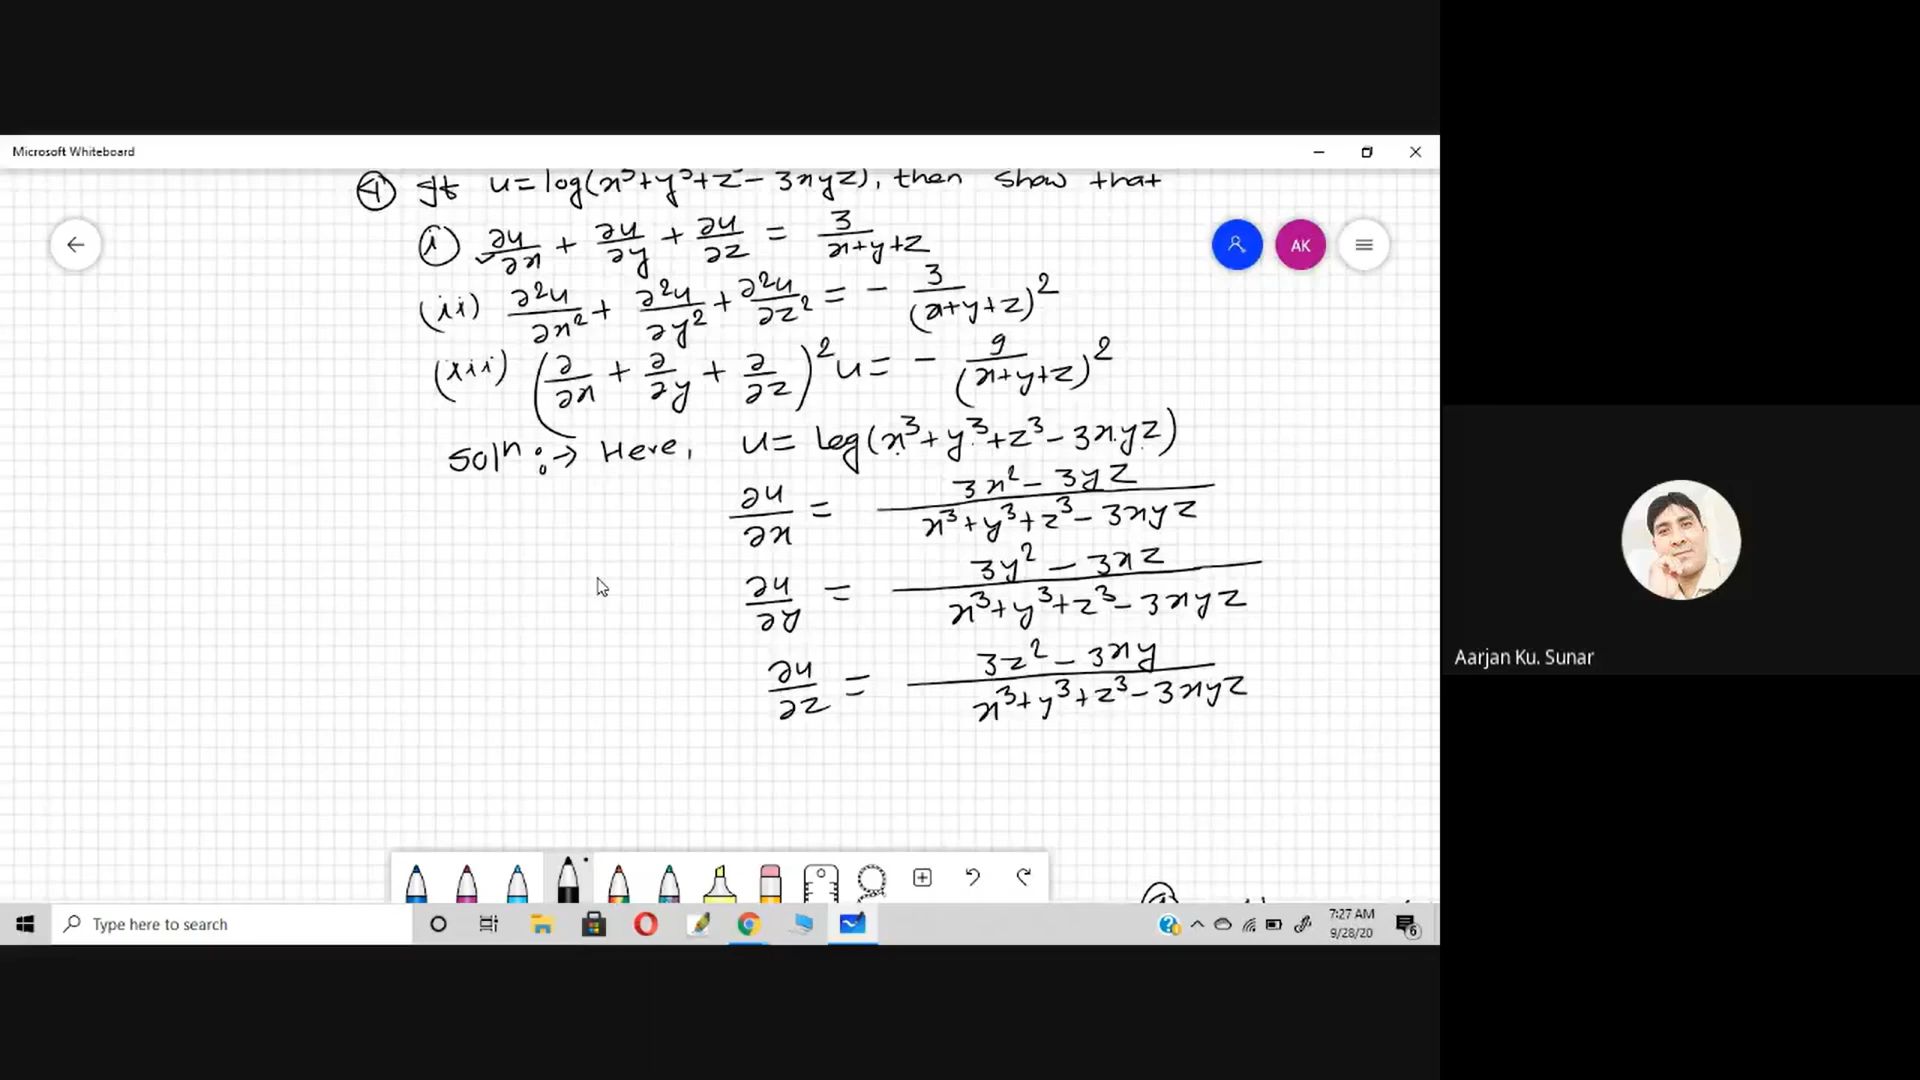 Microsoft Whiteboard
④ If u = log(x³+y³+z³-3xyz), then show that
(i) ∂u/∂x + ∂u/∂y + ∂u/∂z = 3/(x+y+z)
(ii) ∂²u/∂x² + ∂²u/∂y² + ∂²u/∂z² = - 3/(x+y+z)²
(iii) (∂/∂x + ∂/∂y + ∂/∂z)² u = - 9/(x+y+z)²
Soln :→ Here, u = log(x³+y³+z³-3xyz)
∂u/∂x = (3x²-3yz)/(x³+y³+z³-3xyz)
∂u/∂y = (3y²-3xz)/(x³+y³+z³-3xyz)
∂u/∂z = (3z²-3xy)/(x³+y³+z³-3xyz)
AK
Aarjan Ku. Sunar
Type here to search
7:27 AM
9/28/20
6